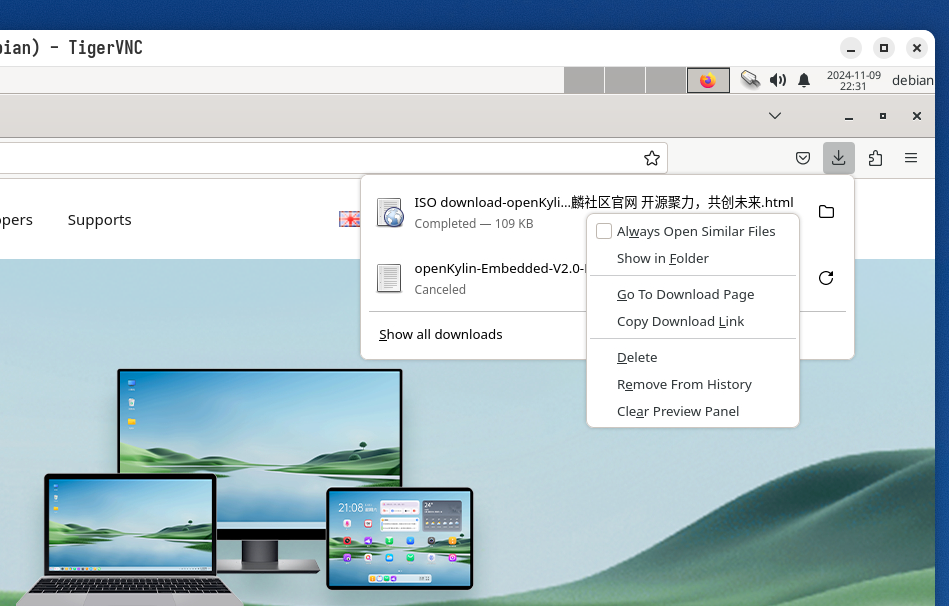 bian) - TigerVNC
2024-11-09
22:31
debian
opers
Supports
ISO download-openKyli...麟社区官网 开源聚力，共创未来.html
Completed — 109 KB
openKylin-Embedded-V2.0-
Canceled
Show all downloads
Always Open Similar Files
Show in Folder
Go To Download Page
Copy Download Link
Delete
Remove From History
Clear Preview Panel
21:08
24°